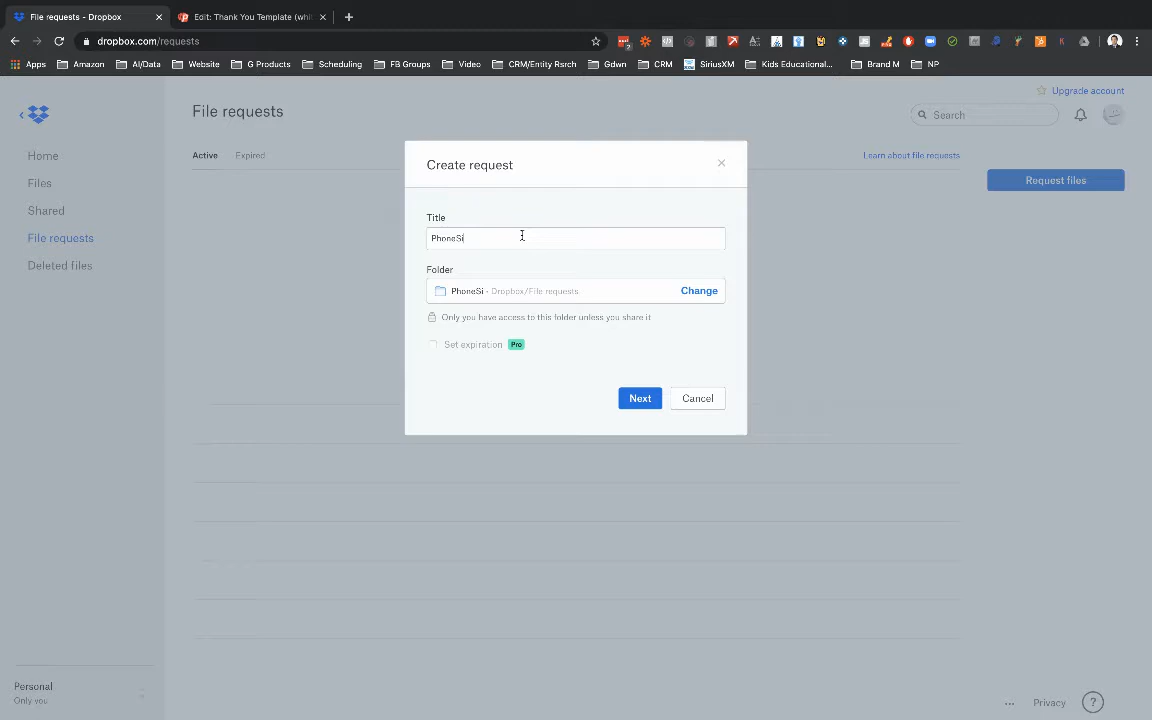 File requests - Dropbox
Edit: Thank You Template (whi
dropbox.com/requests
Apps
Amazon
AI/Data
Website
G Products
Scheduling
FB Groups
Video
CRM/Entity Rsrch
Gdwn
CRM
SiriusXM
Kids Educational...
Brand M
NP
Upgrade account
File requests
Search
Home
Files
Shared
File requests
Deleted files
Active
Expired
Learn about file requests
Request files
Create request
Title
PhoneSi
Folder
PhoneSi - Dropbox/File requests
Change
Only you have access to this folder unless you share it
Set expiration
Pro
Next
Cancel
Personal
Only you
Privacy
?